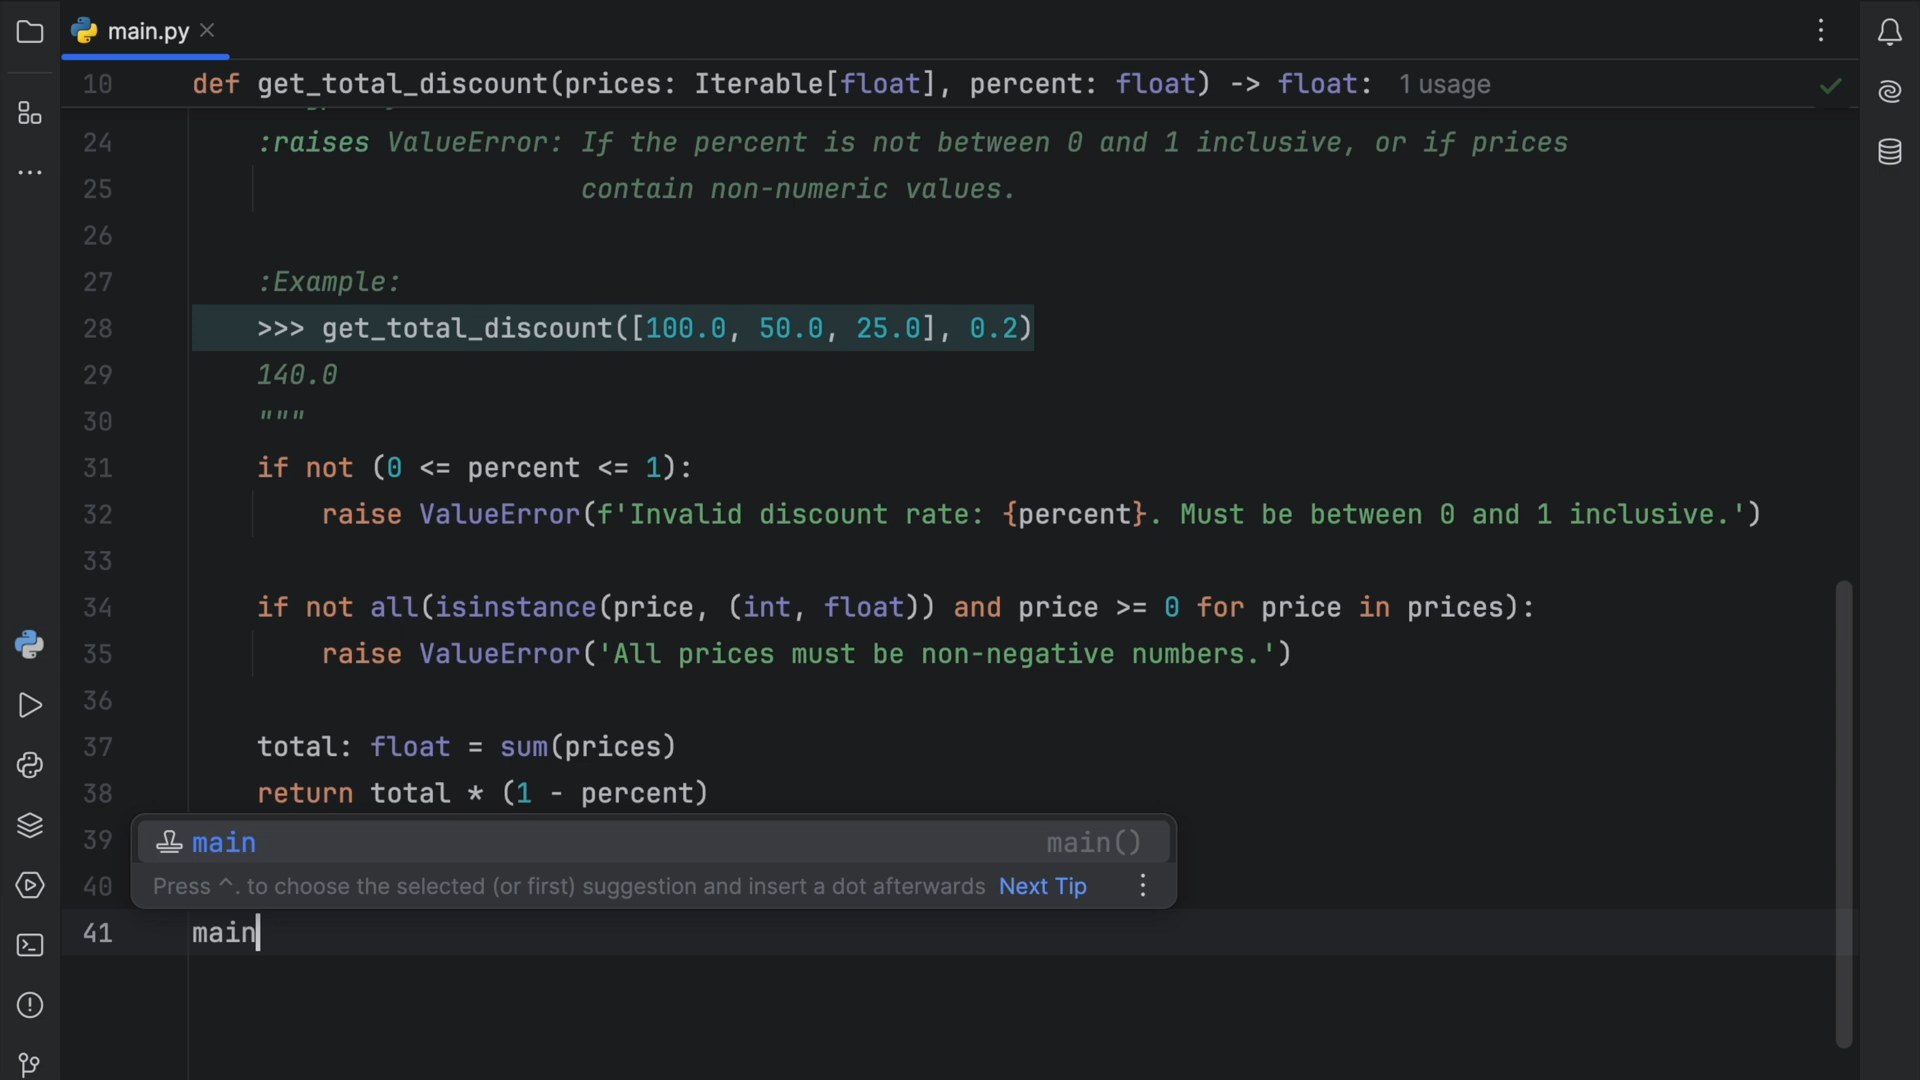 main.py
10 def get_total_discount(prices: Iterable[float], percent: float) -> float: 1 usage
24 :raises ValueError: If the percent is not between 0 and 1 inclusive, or if prices
25 contain non-numeric values.
26
27 :Example:
28 >>> get_total_discount([100.0, 50.0, 25.0], 0.2)
29 140.0
30 """
31 if not (0 <= percent <= 1):
32 raise ValueError(f'Invalid discount rate: {percent}. Must be between 0 and 1 inclusive.')
33
34 if not all(isinstance(price, (int, float)) and price >= 0 for price in prices):
35 raise ValueError('All prices must be non-negative numbers.')
36
37 total: float = sum(prices)
38 return total * (1 - percent)
39 main main()
40 Press ^. to choose the selected (or first) suggestion and insert a dot afterwards Next Tip
41 main